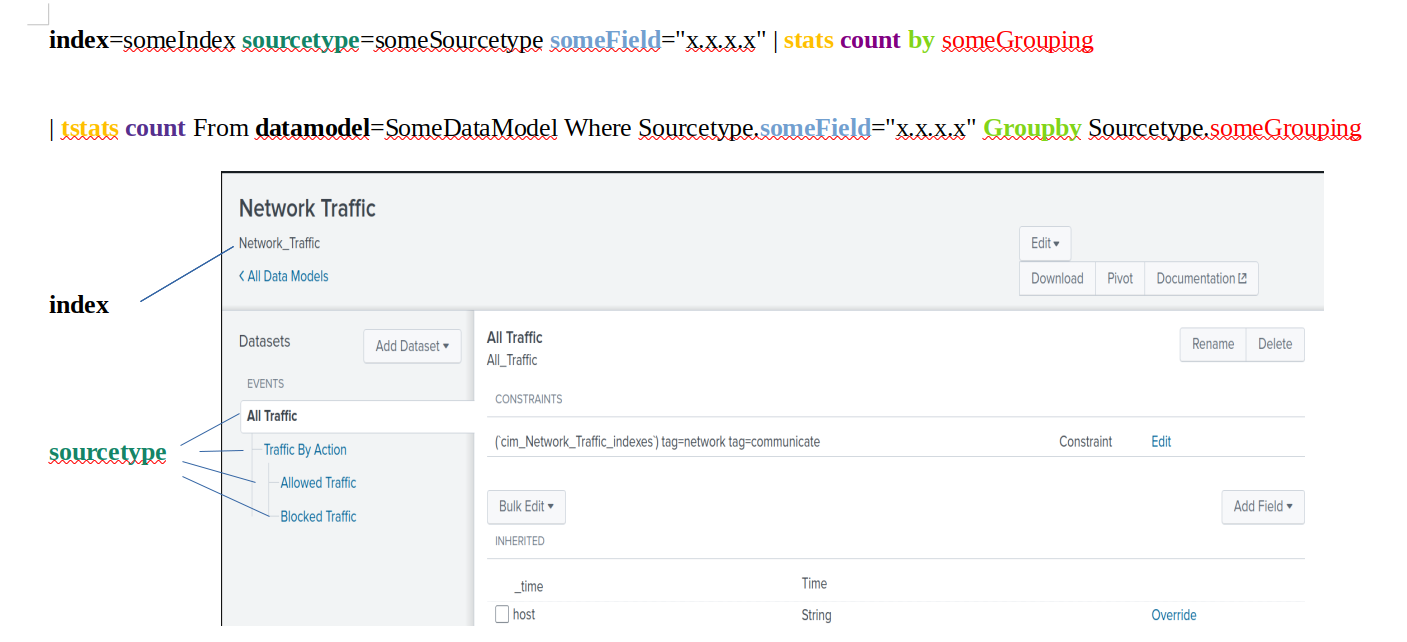 index=someIndex sourcetype=someSourcetype someField="x.x.x.x" | stats count by someGrouping
| tstats count From datamodel=SomeDataModel Where Sourcetype.someField="x.x.x.x" Groupby Sourcetype.someGrouping
Network Traffic
Network_Traffic
Edit
< All Data Models
Download Pivot Documentation
index
Datasets
Add Dataset
All Traffic
All_Traffic
Rename Delete
EVENTS
CONSTRAINTS
All Traffic
sourcetype
Traffic By Action
(`cim_Network_Traffic_indexes`) tag=network tag=communicate Constraint Edit
Allowed Traffic
Blocked Traffic
Bulk Edit
Add Field
INHERITED
_time Time
host String Override